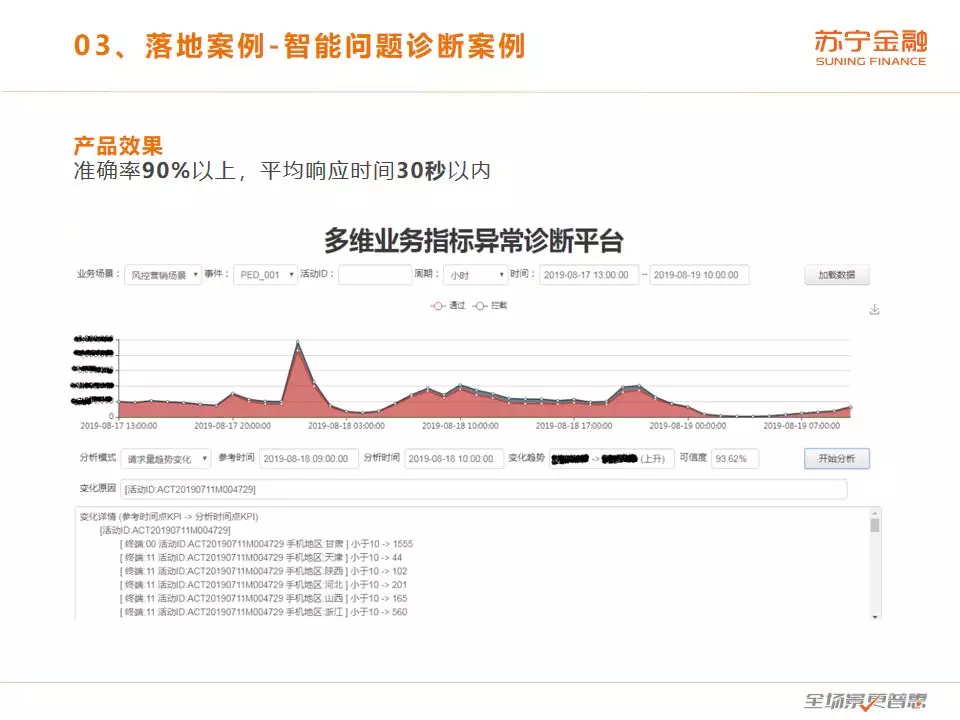 03、落地案例-智能问题诊断案例
苏宁金融
SUNING FINANCE
产品效果
准确率90%以上，平均响应时间30秒以内
多维业务指标异常诊断平台
业务场景： 风控营销场景 事件： PED_001 活动ID： 周期： 小时 时间： 2019-08-17 13:00:00 ~ 2019-08-19 10:00:00 加载数据
通过 拦截
0
2019-08-17 13:00:00 2019-08-17 20:00:00 2019-08-18 03:00:00 2019-08-18 10:00:00 2019-08-18 17:00:00 2019-08-19 00:00:00 2019-08-19 07:00:00
分析模式 请求量趋势变化 参考时间 2019-08-18 09:00:00 分析时间 2019-08-18 10:00:00 变化趋势 -> (上升) 可信度 93.62% 开始分析
变化原因 [活动ID:ACT20190711M004729]
变化详情 (参考时间点KPI -> 分析时间点KPI)
[活动ID:ACT20190711M004729]
[ 终端:00 活动ID:ACT20190711M004729 手机地区:甘肃 ] 小于10 -> 1555
[ 终端:11 活动ID:ACT20190711M004729 手机地区:天津 ] 小于10 -> 44
[ 终端:11 活动ID:ACT20190711M004729 手机地区:陕西 ] 小于10 -> 102
[ 终端:11 活动ID:ACT20190711M004729 手机地区:河北 ] 小于10 -> 201
[ 终端:11 活动ID:ACT20190711M004729 手机地区:山西 ] 小于10 -> 165
[ 终端:11 活动ID:ACT20190711M004729 手机地区:浙江 ] 小于10 -> 560
全场景更智慧